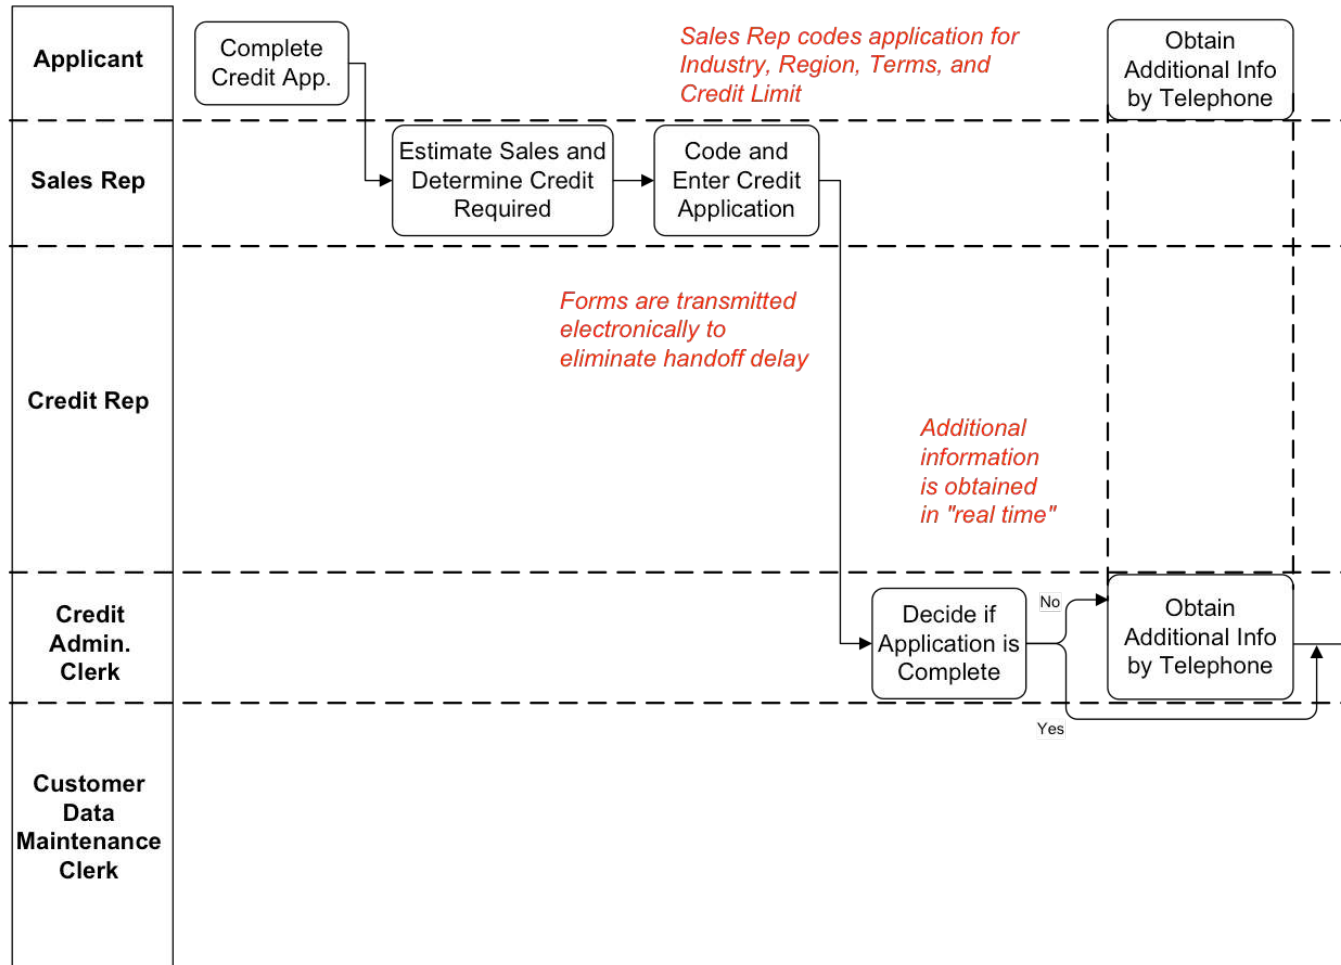 Applicant
Complete
Credit App.
Sales Rep codes application for
Industry, Region, Terms, and
Credit Limit
Obtain
Additional Info
by Telephone
Sales Rep
Estimate Sales and
Determine Credit
Required
Code and
Enter Credit
Application
Credit Rep
Forms are transmitted
electronically to
eliminate handoff delay
Additional
information
is obtained
in "real time"
Credit
Admin.
Clerk
Decide if
Application is
Complete
No
Yes
Obtain
Additional Info
by Telephone
Customer
Data
Maintenance
Clerk